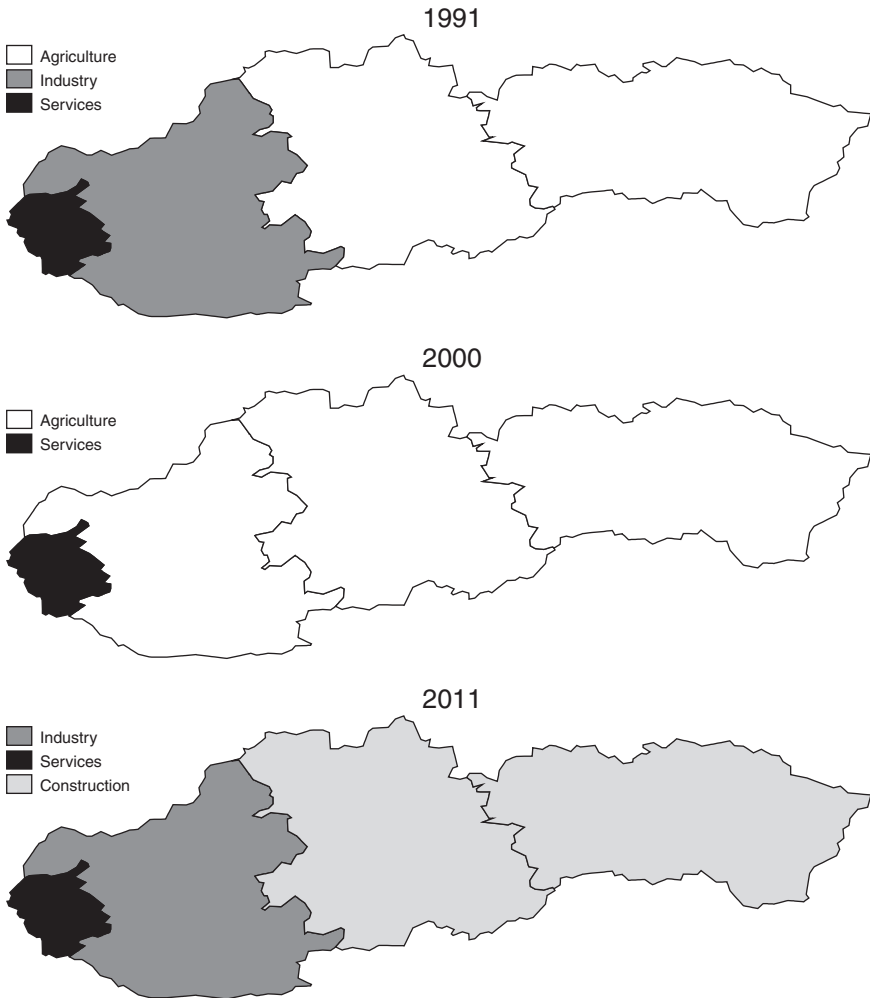 1991
Agriculture
Industry
Services
2000
Agriculture
Services
2011
Industry
Services
Construction